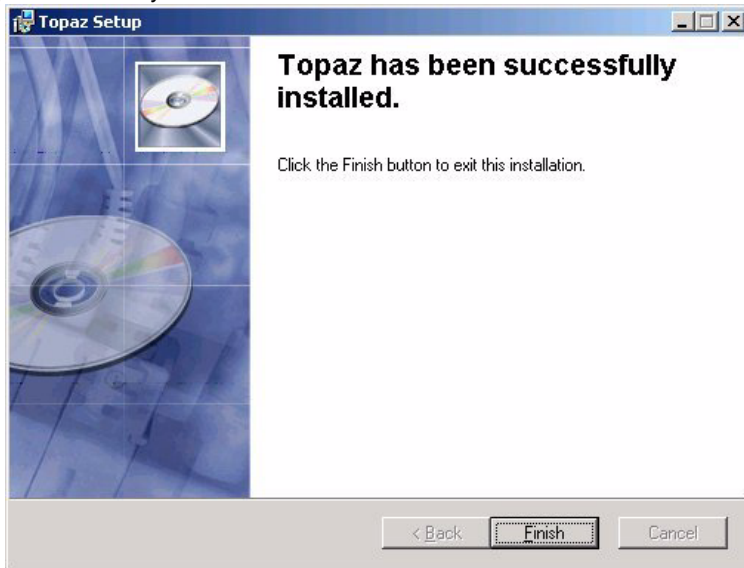 Topaz Setup
Topaz has been successfully
installed.
Click the Finish button to exit this installation.
< Back
Finish
Cancel